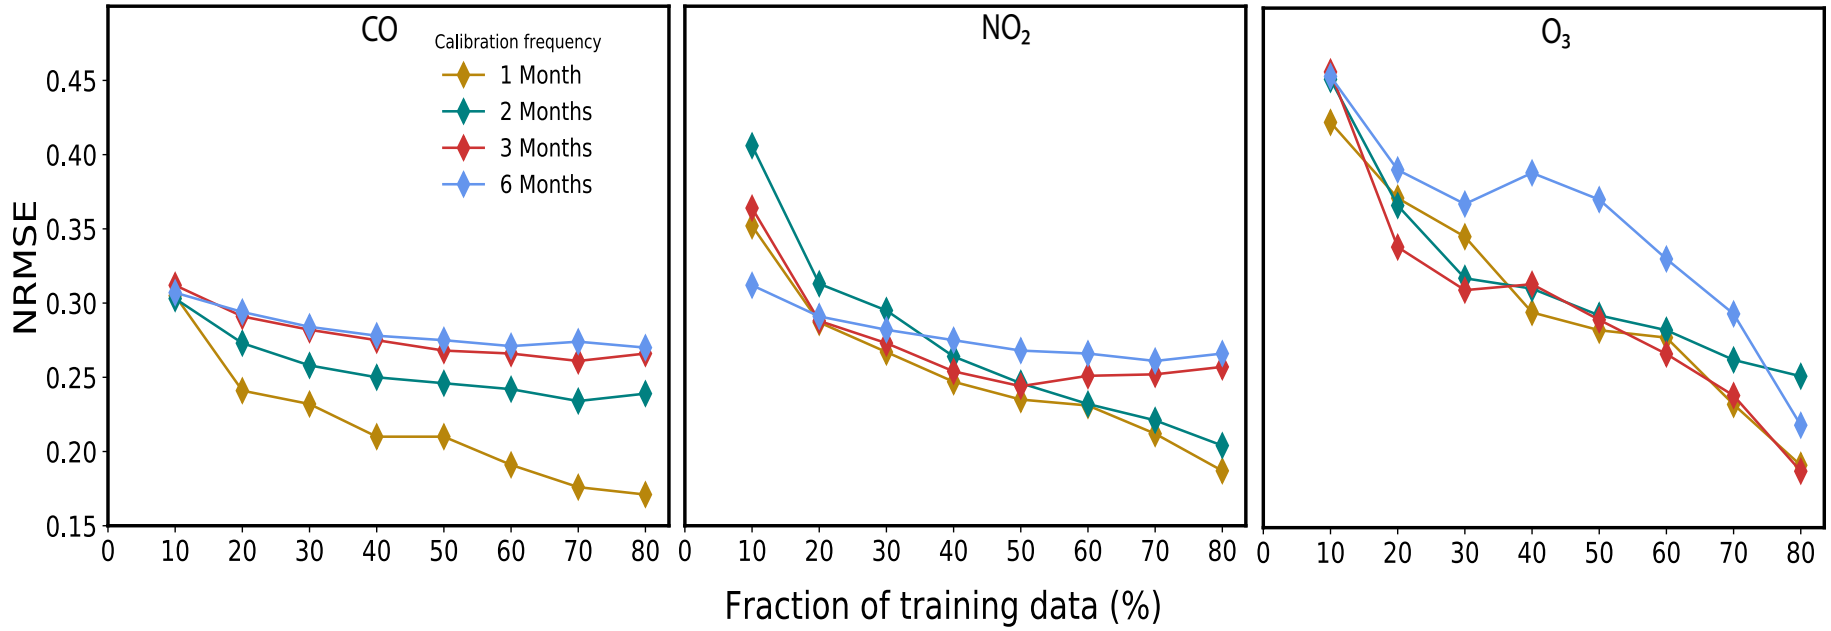 CO
NO₂
O₃
Calibration frequency
1 Month
2 Months
3 Months
6 Months
NRMSE
0.45
0.40
0.35
0.30
0.25
0.20
0.15
0 10 20 30 40 50 60 70 80
0 10 20 30 40 50 60 70 80
0 10 20 30 40 50 60 70 80
Fraction of training data (%)